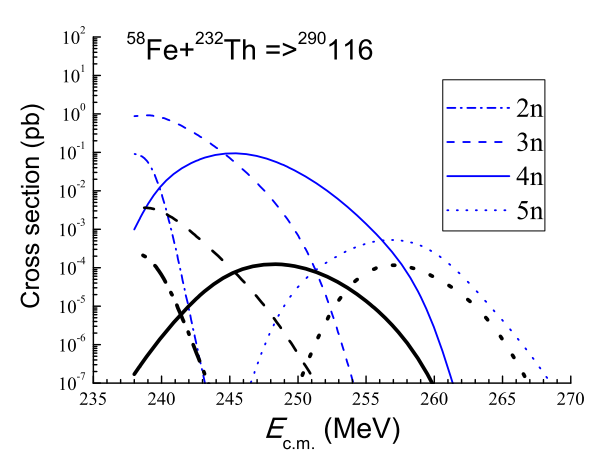 ⁵⁸Fe+²³²Th =>²⁹⁰116
10²
10¹
10⁰
10⁻¹
10⁻²
10⁻³
10⁻⁴
10⁻⁵
10⁻⁶
10⁻⁷
Cross section (pb)
2n
3n
4n
5n
235 240 245 250 255 260 265 270
E c.m. (MeV)